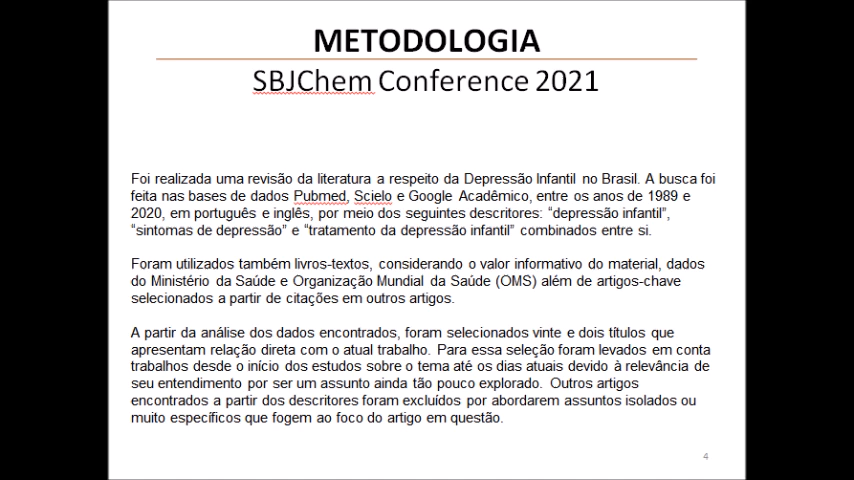 METODOLOGIA
SBJChem Conference 2021
Foi realizada uma revisão da literatura a respeito da Depressão Infantil no Brasil. A busca foi
feita nas bases de dados Pubmed, Scielo e Google Acadêmico, entre os anos de 1989 e
2020, em português e inglês, por meio dos seguintes descritores: “depressão infantil”,
“sintomas de depressão” e “tratamento da depressão infantil” combinados entre si.
Foram utilizados também livros-textos, considerando o valor informativo do material, dados
do Ministério da Saúde e Organização Mundial da Saúde (OMS) além de artigos-chave
selecionados a partir de citações em outros artigos.
A partir da análise dos dados encontrados, foram selecionados vinte e dois títulos que
apresentam relação direta com o atual trabalho. Para essa seleção foram levados em conta
trabalhos desde o início dos estudos sobre o tema até os dias atuais devido à relevância de
seu entendimento por ser um assunto ainda tão pouco explorado. Outros artigos
encontrados a partir dos descritores foram excluídos por abordarem assuntos isolados ou
muito específicos que fogem ao foco do artigo em questão.
4